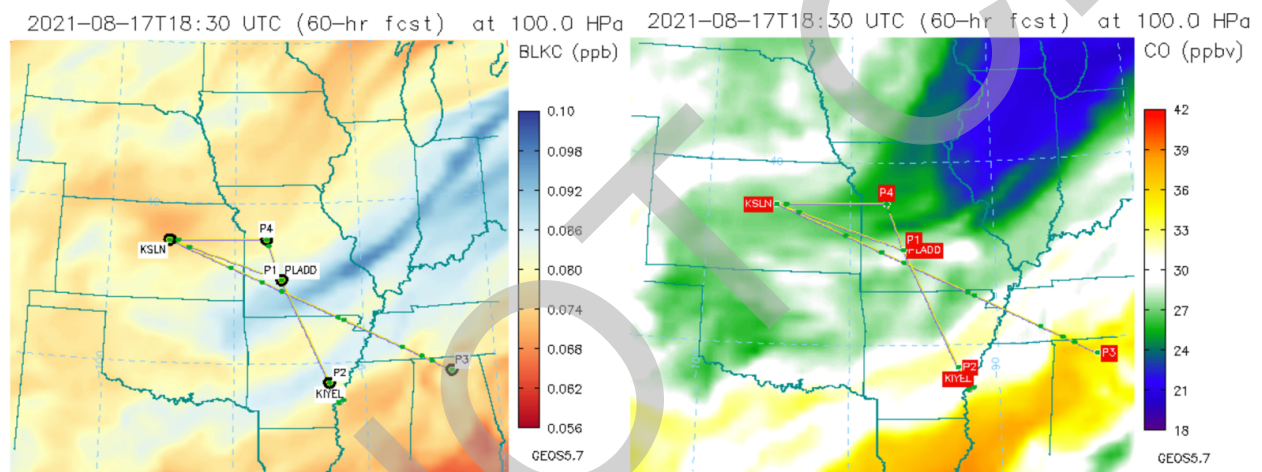 2021-08-17T18:30 UTC (60-hr fcst) at 100.0 HPa
BLKC (ppb)
0.10
0.098
0.092
0.086
0.080
0.074
0.068
0.062
0.056
GEOS5.7
P4
KSLN
P1
PLADD
P3
P2
KIYEL
90
2021-08-17T18:30 UTC (60-hr fcst) at 100.0 HPa
CO (ppbv)
42
39
36
33
30
27
24
21
18
GEOS5.7
40
P4
KSLN
P1
PLADD
P3
P2
KIYEL
90